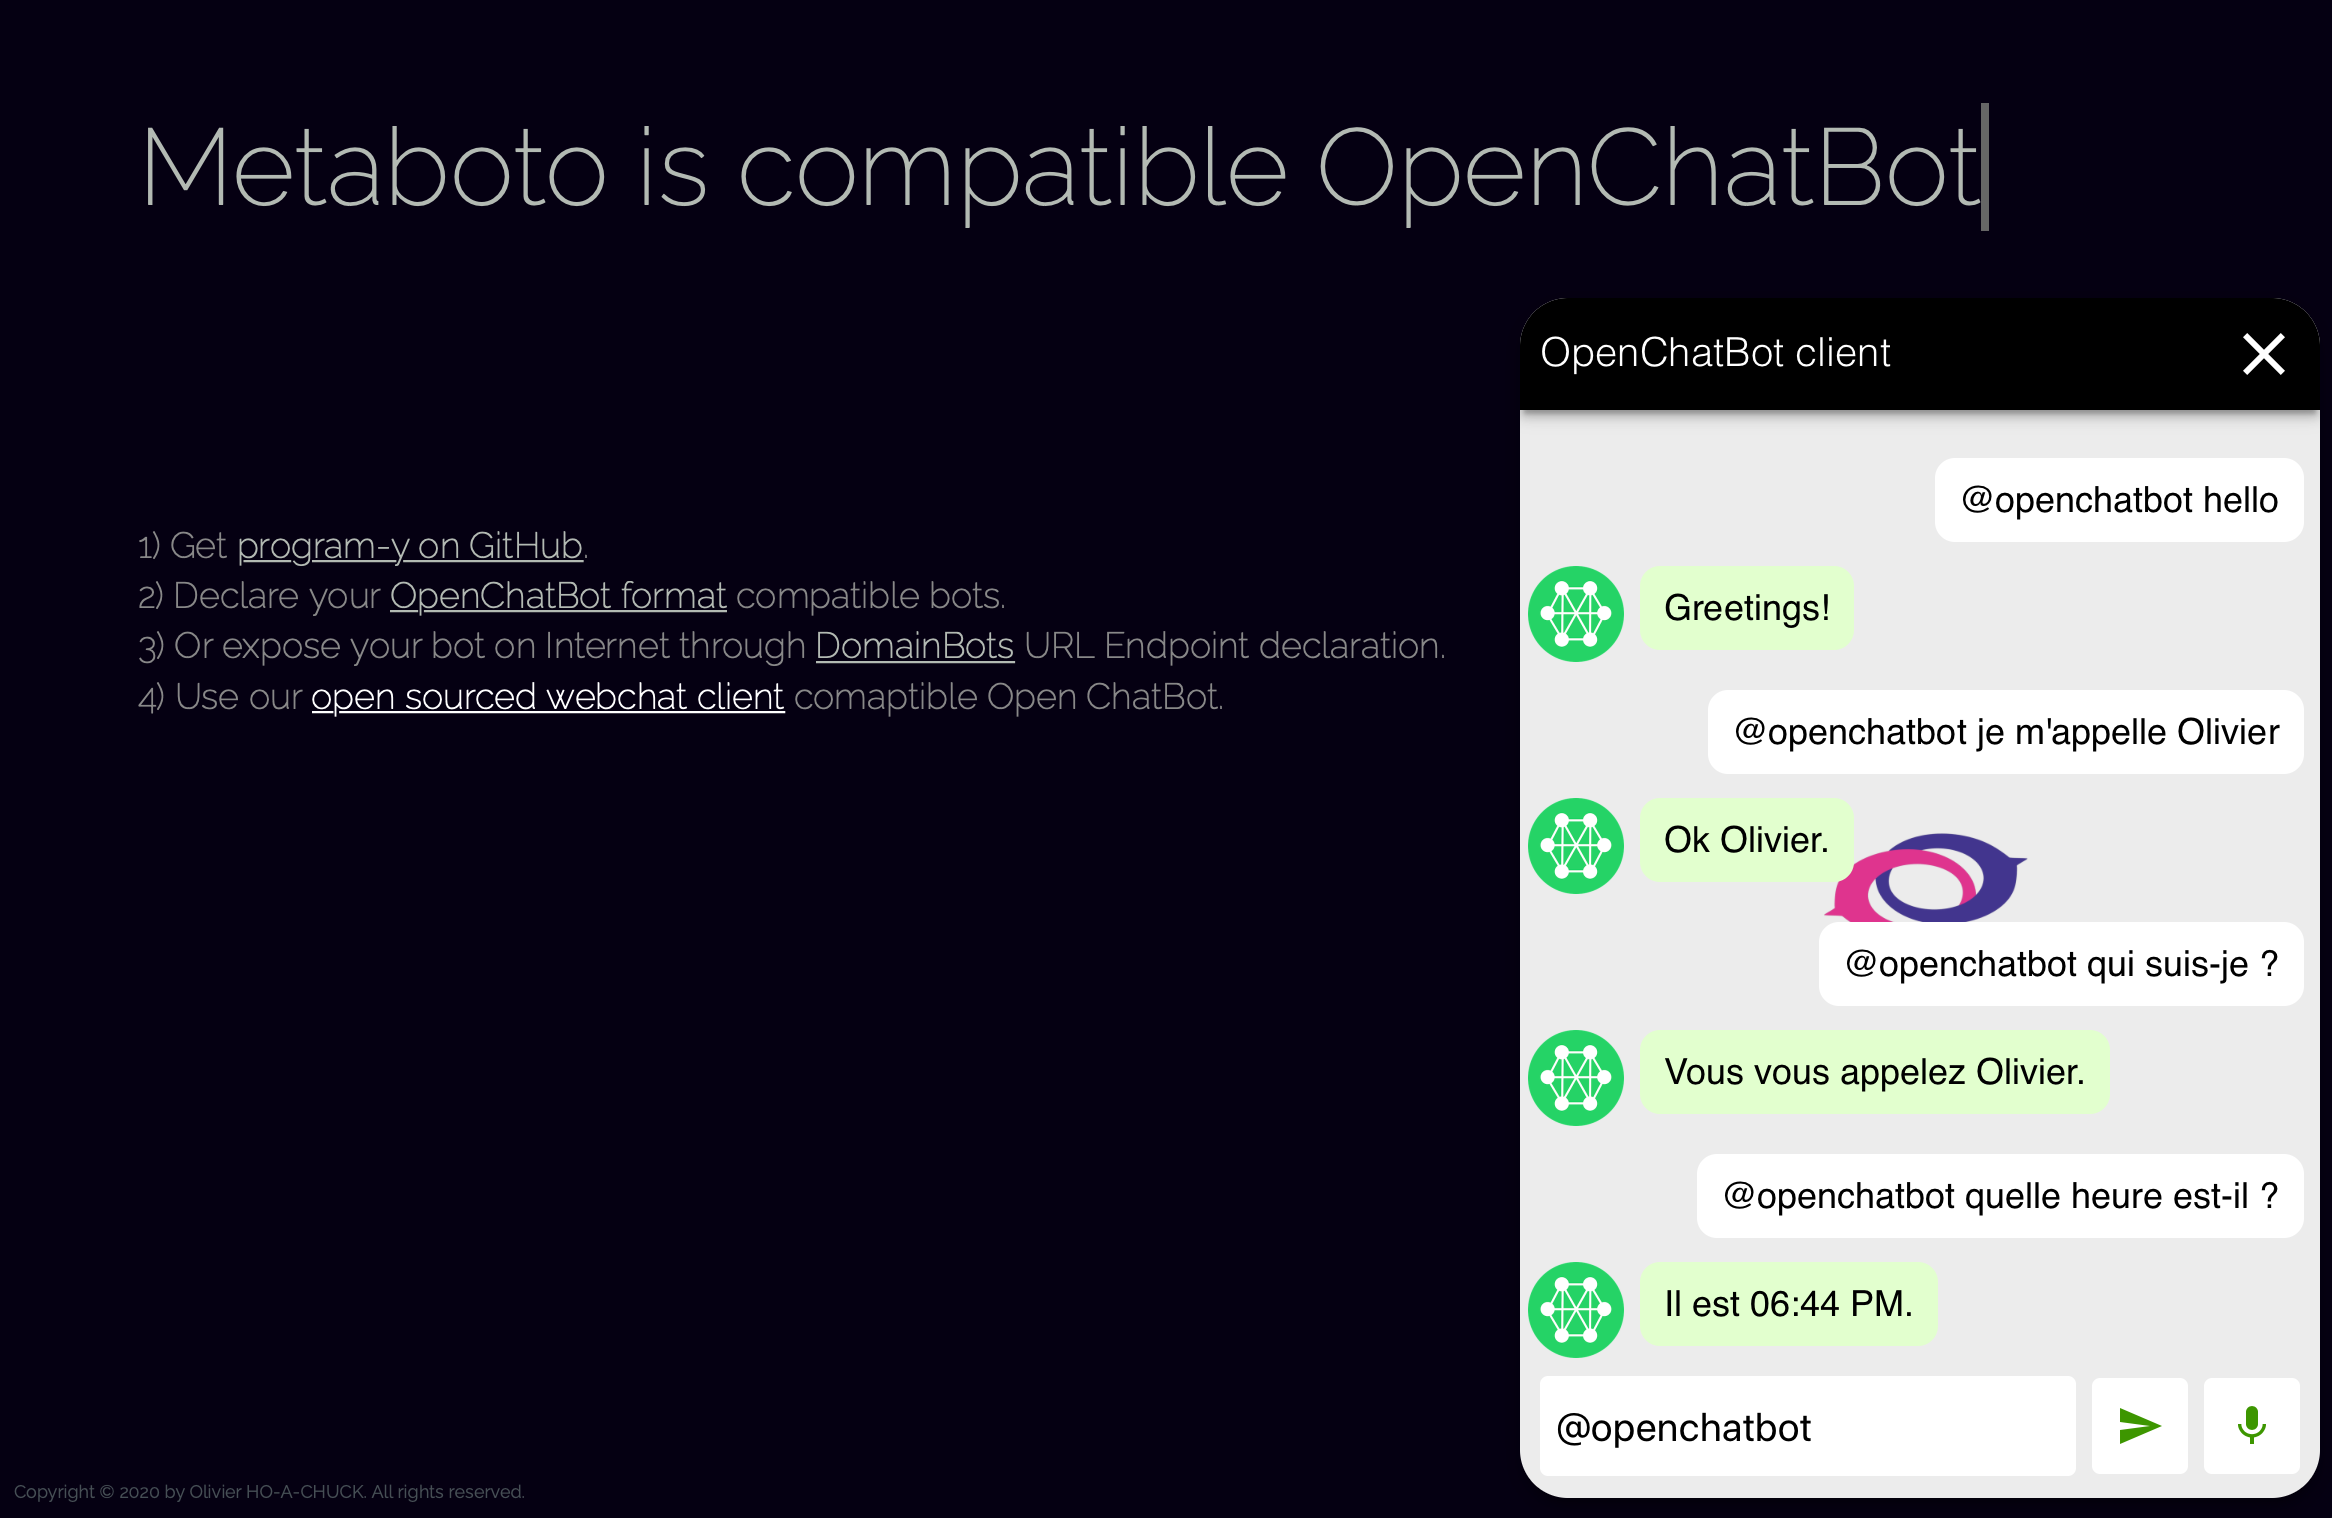 Metaboto is compatible OpenChatBot
1) Get program-y on GitHub.
2) Declare your OpenChatBot format compatible bots.
3) Or expose your bot on Internet through DomainBots URL Endpoint declaration.
4) Use our open sourced webchat client comaptible Open ChatBot.
OpenChatBot client
@openchatbot hello
Greetings!
@openchatbot je m'appelle Olivier
Ok Olivier.
@openchatbot qui suis-je ?
Vous vous appelez Olivier.
@openchatbot quelle heure est-il ?
Il est 06:44 PM.
@openchatbot
Copyright © 2020 by Olivier HO-A-CHUCK. All rights reserved.